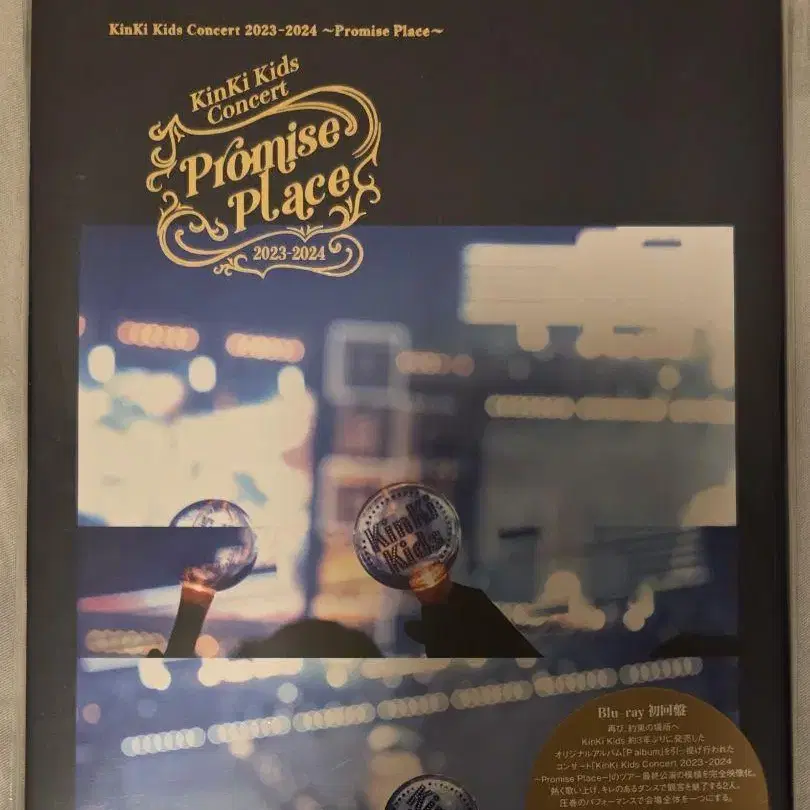 KinKi Kids Concert 2023-2024 ～Promise Place～
KinKi Kids
Concert
Promise
Place
2023-2024
KinKi
Kids
Blu-ray 初回盤
再び、約束の場所へ
KinKi Kids 約3年ぶりに発売した
オリジナルアルバム「P album」を引っ提げ行われた
コンサート「KinKi Kids Concert 2023-2024
～Promise Place～」のツアー最終公演の模様を完全映像化。
熱く歌い上げ、キレのあるダンスで観客を魅了する2人。
圧巻のパフォーマンスで会場全体を一つにする。
KinKi